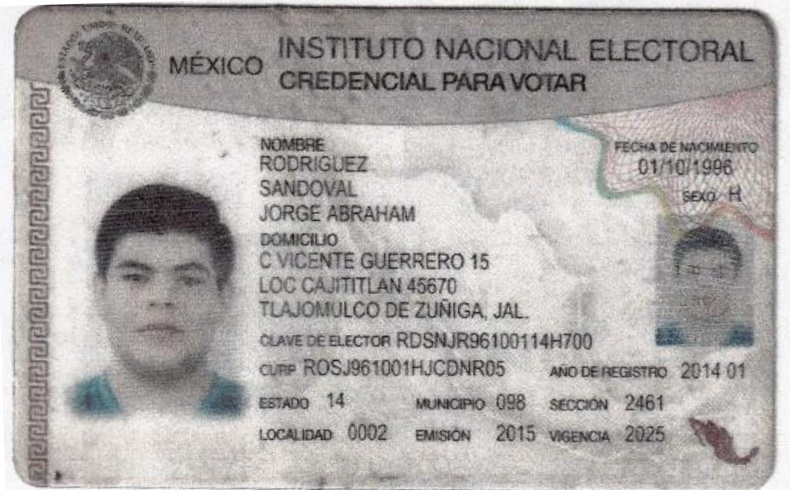 MÉXICO INSTITUTO NACIONAL ELECTORAL
CREDENCIAL PARA VOTAR
NOMBRE
RODRIGUEZ
SANDOVAL
JORGE ABRAHAM
FECHA DE NACIMIENTO
01/10/1996
SEXO H
DOMICILIO
C VICENTE GUERRERO 15
LOC CAJITITLAN 45670
TLAJOMULCO DE ZUÑIGA, JAL.
CLAVE DE ELECTOR RDSNJR96100114H700
CURP ROSJ961001HJCDNR05 AÑO DE REGISTRO 2014 01
ESTADO 14 MUNICIPIO 098 SECCIÓN 2461
LOCALIDAD 0002 EMISIÓN 2015 VIGENCIA 2025